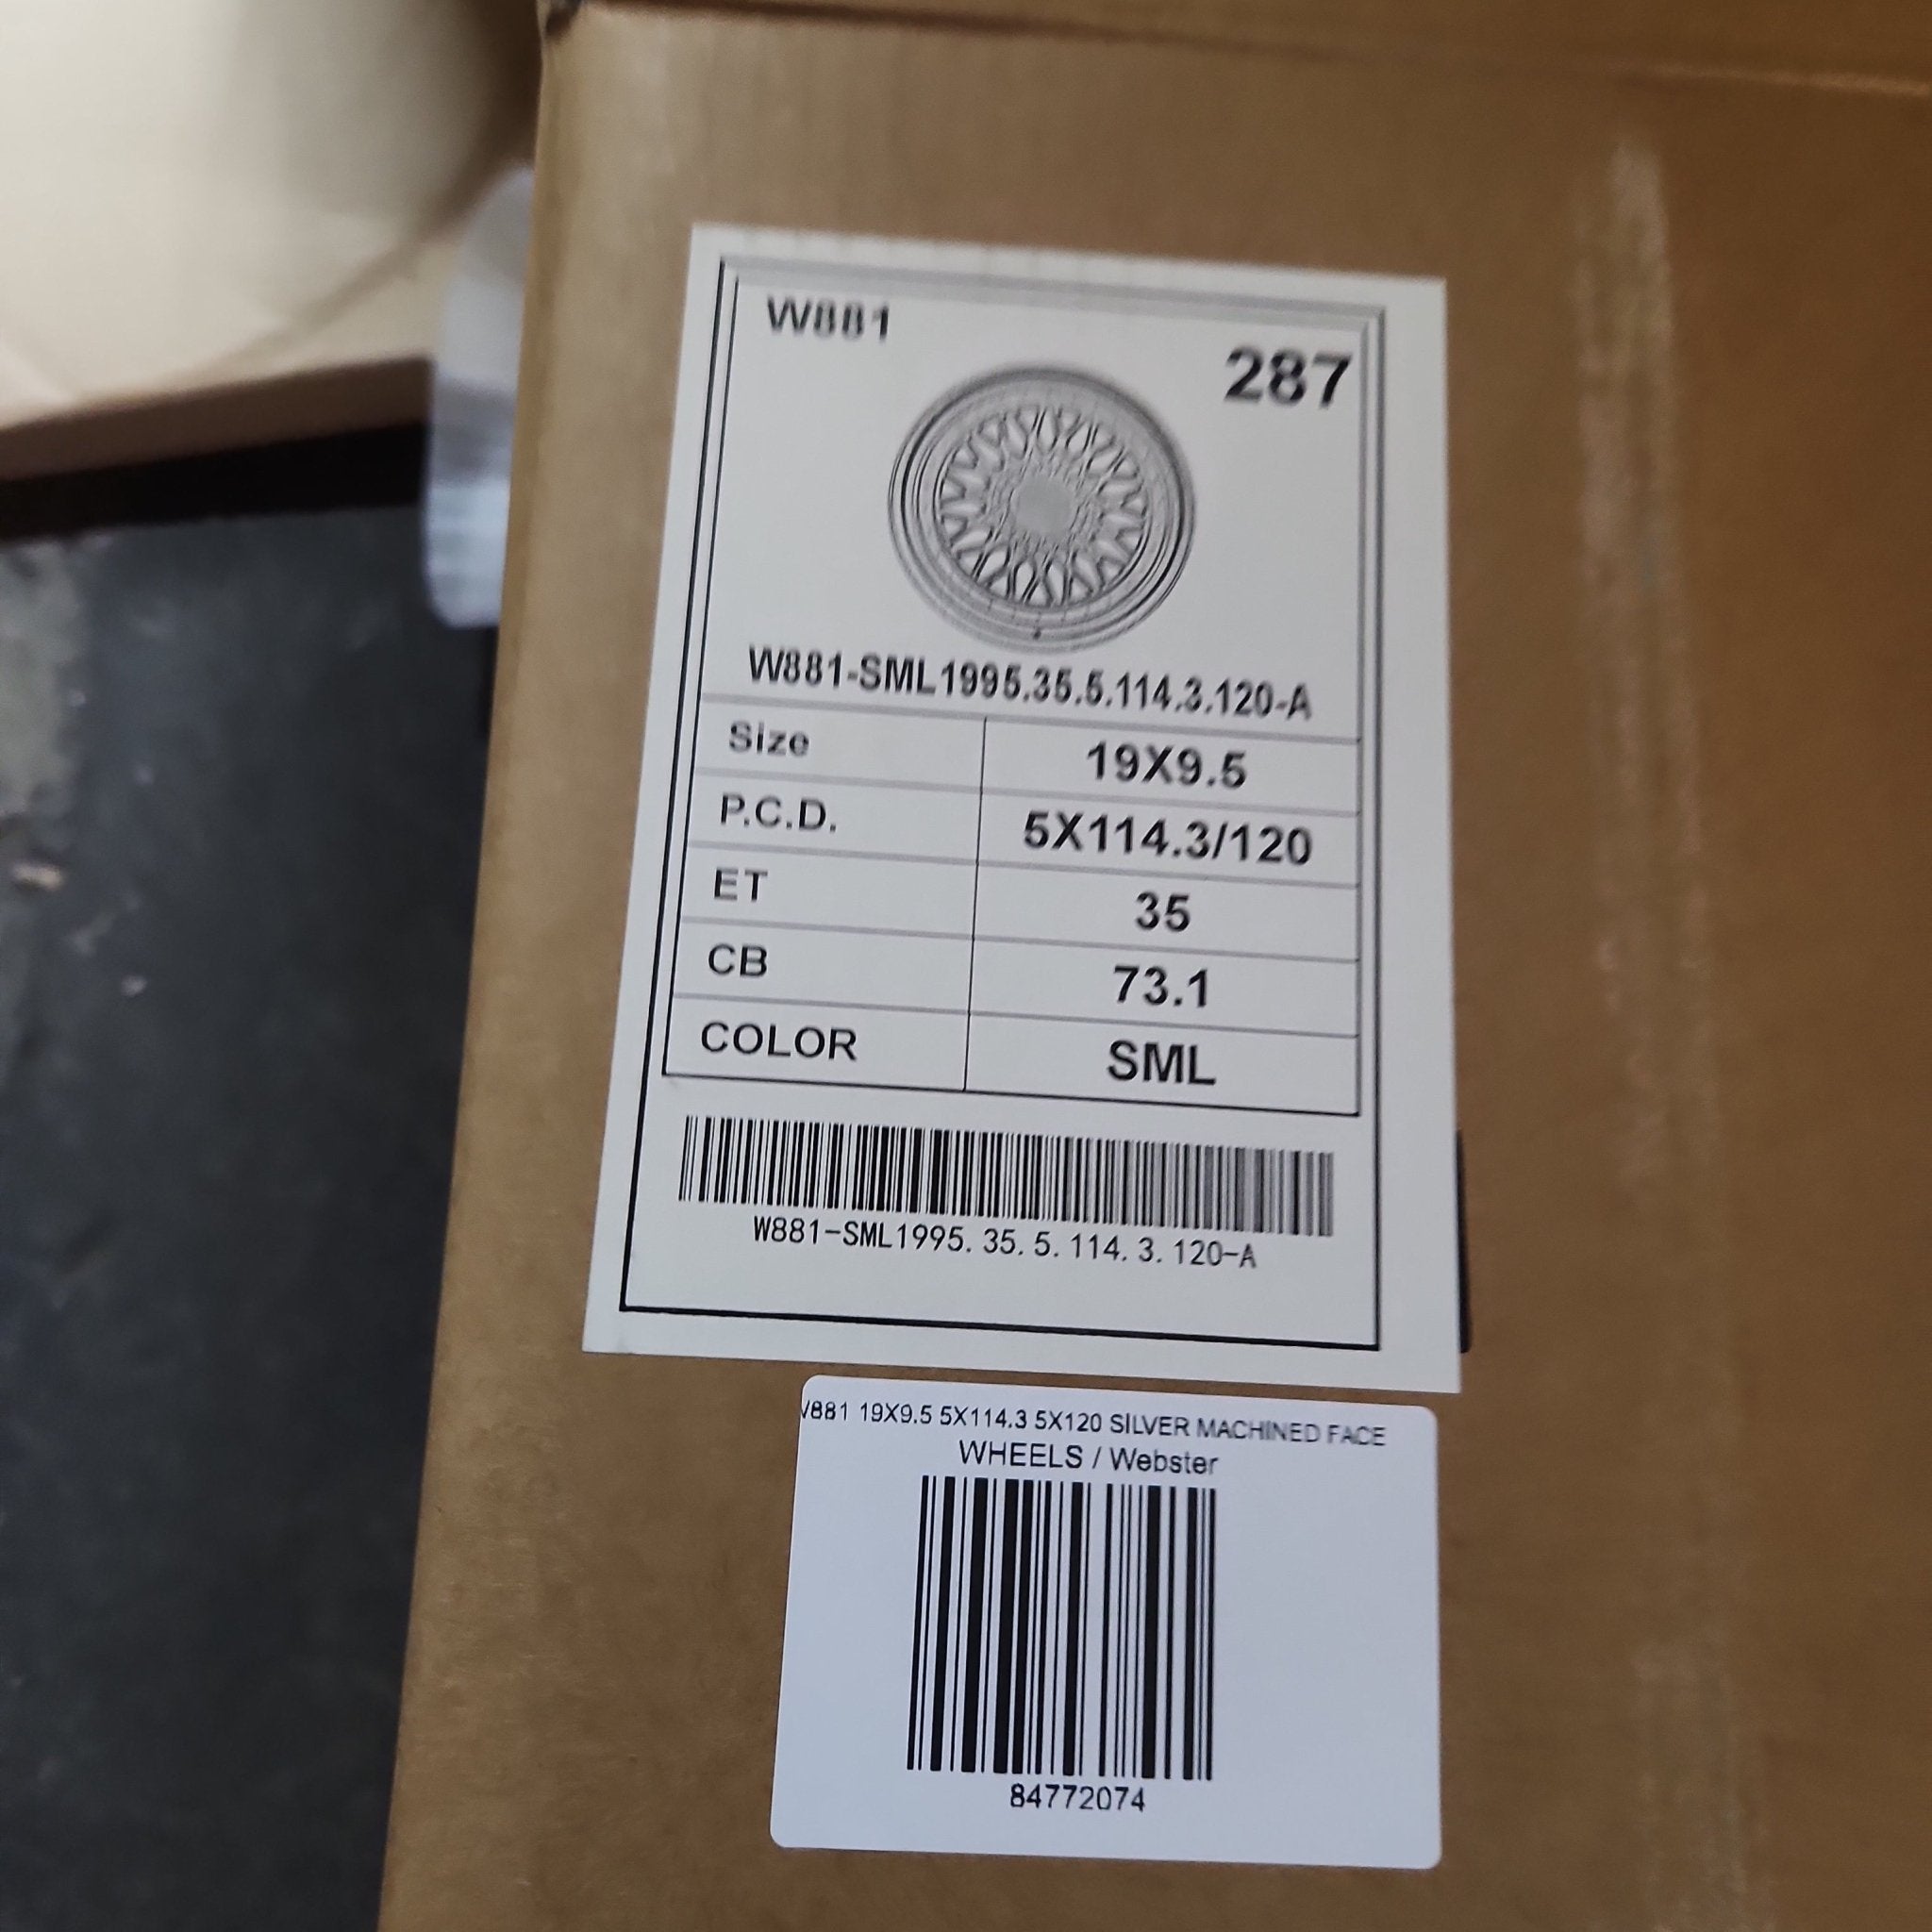 W881
287
W881-SML1995.35.5.114.3.120-A
Size 19X9.5
P.C.D. 5X114.3/120
ET 35
CB 73.1
COLOR SML
W881-SML1995.35.5.114.3.120-A
W881 19X9.5 5X114.3 5X120 SILVER MACHINED FACE
WHEELS / Webster
84772074